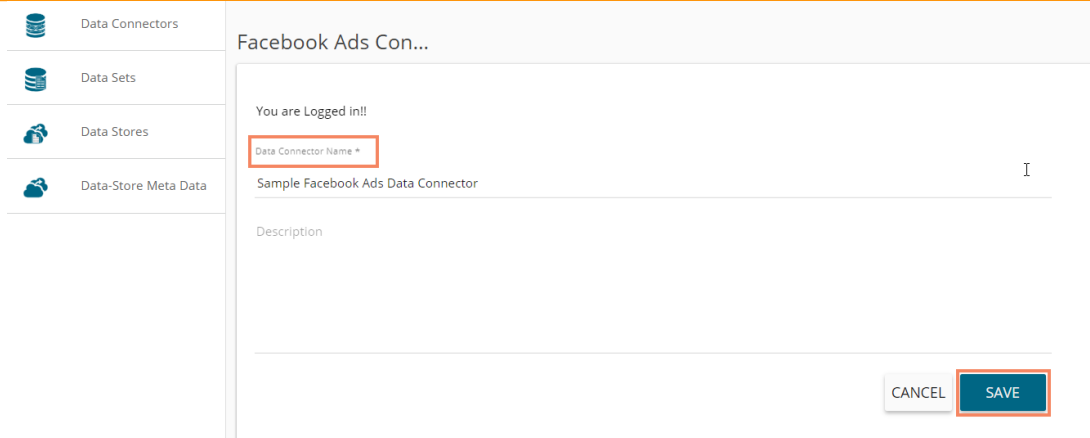 Data Connectors
Data Sets
Data Stores
Data-Store Meta Data
Facebook Ads Con...
You are Logged in!!
Data Connector Name *
Sample Facebook Ads Data Connector
Description
CANCEL
SAVE